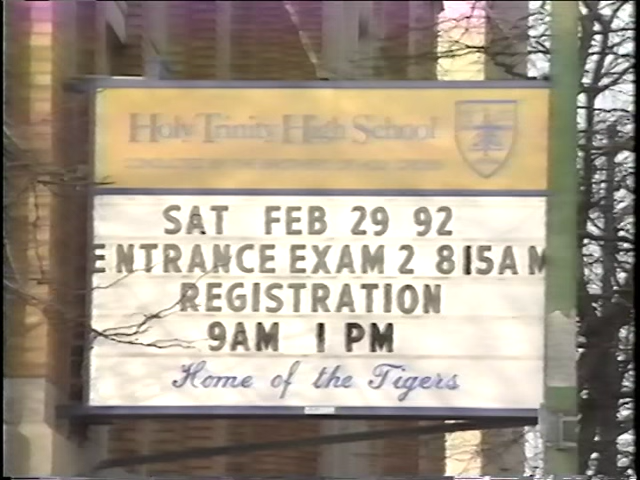 Holy Trinity High School
SAT FEB 29 92
ENTRANCE EXAM 2 815AM
REGISTRATION
9AM 1 PM
Home of the Tigers